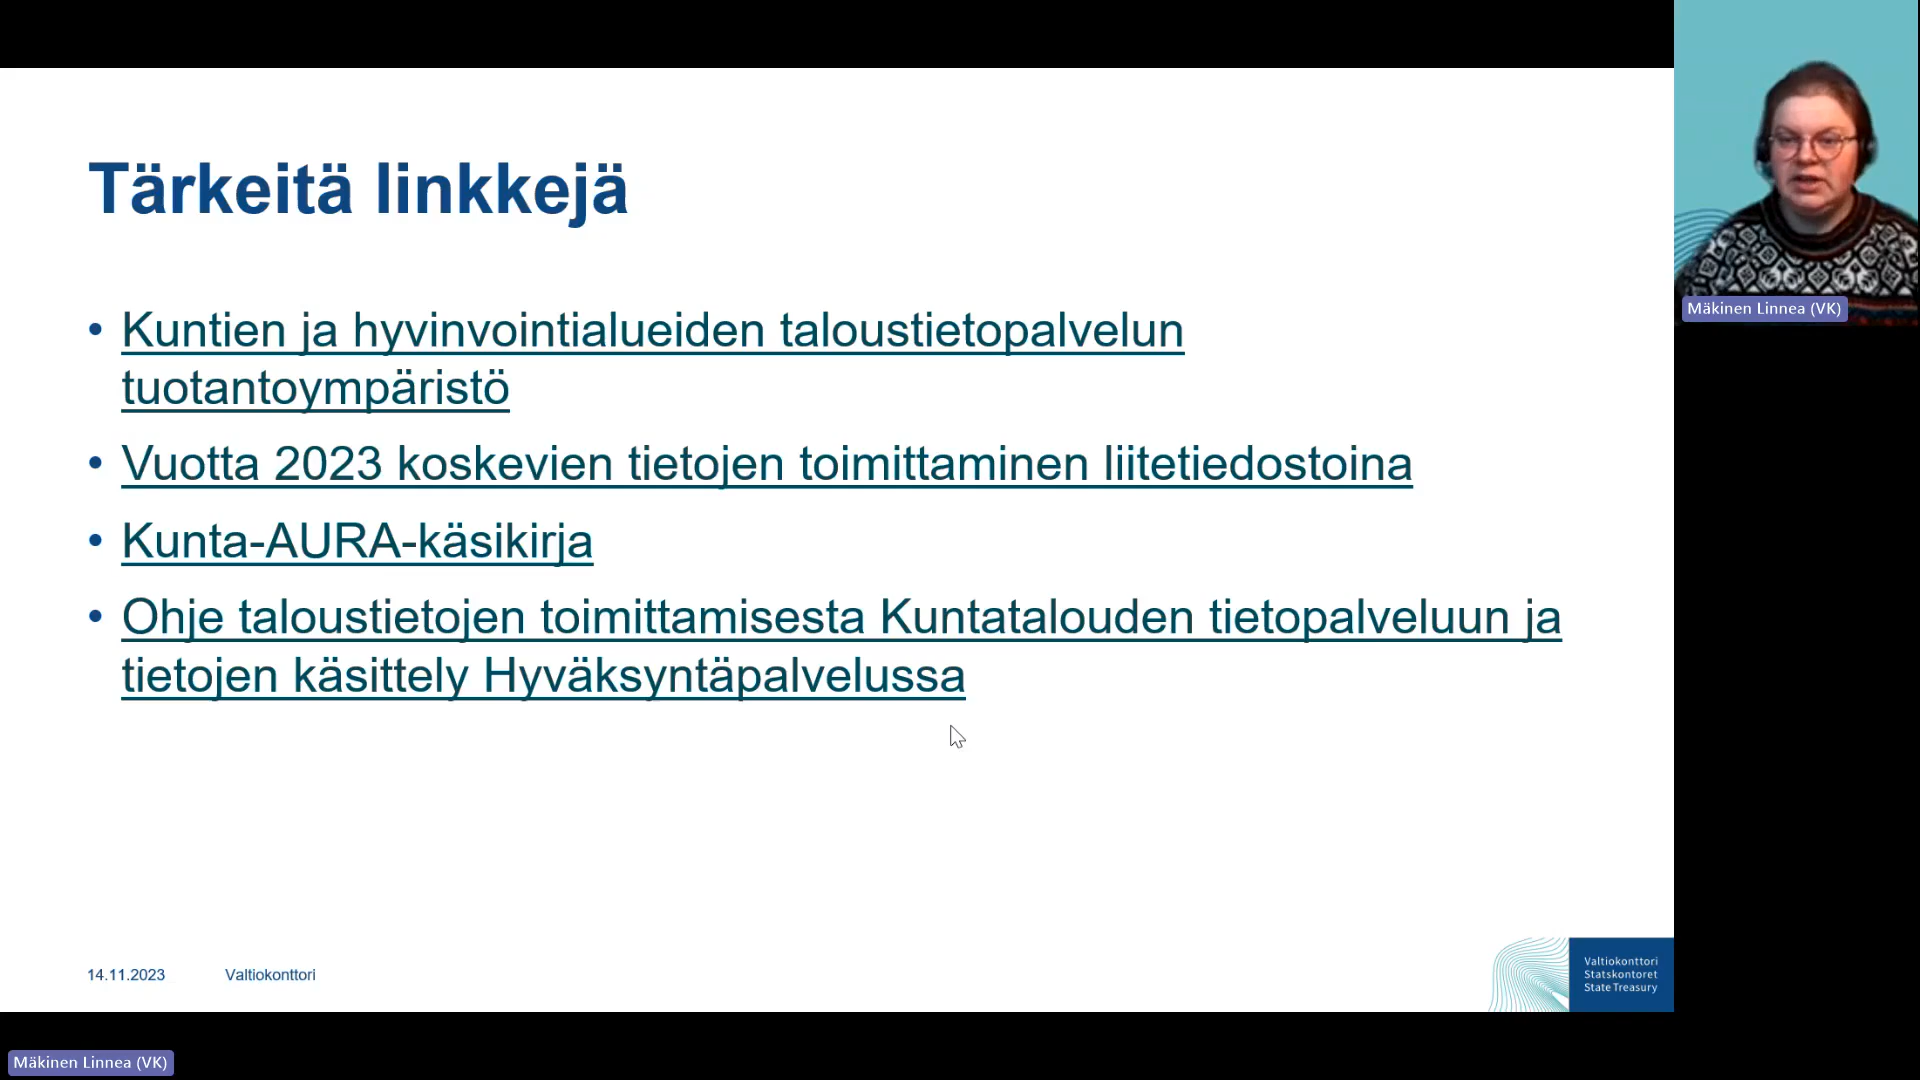 Tärkeitä linkkejä
• Kuntien ja hyvinvointialueiden taloustietopalvelun
tuotantoympäristö
• Vuotta 2023 koskevien tietojen toimittaminen liitetiedostoina
• Kunta-AURA-käsikirja
• Ohje taloustietojen toimittamisesta Kuntatalouden tietopalveluun ja
tietojen käsittely Hyväksyntäpalvelussa
Mäkinen Linnea (VK)
14.11.2023 Valtiokonttori
Valtiokonttori
Statskontoret
State Treasury
Mäkinen Linnea (VK)